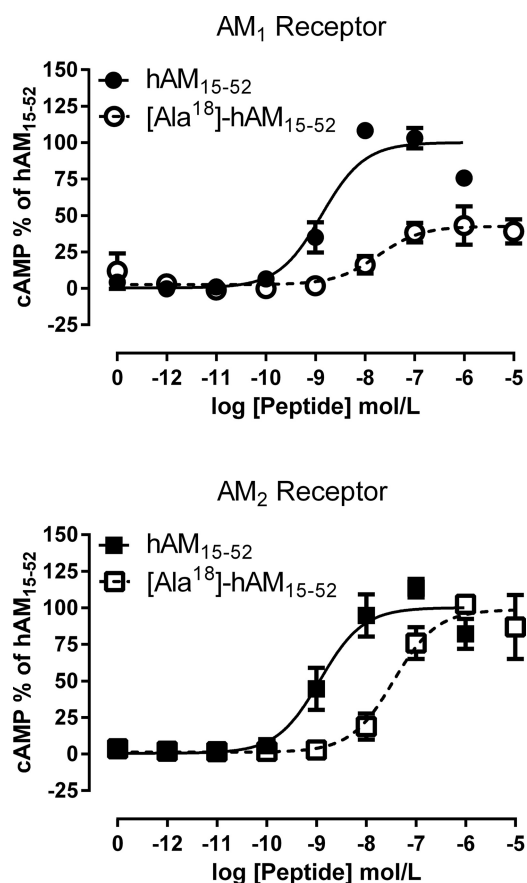 AM₁ Receptor
150
125
100
75
50
25
0
-25
cAMP % of hAM₁₅₋₅₂
hAM₁₅₋₅₂
[Ala¹⁸]-hAM₁₅₋₅₂
0 -12 -11 -10 -9 -8 -7 -6 -5
log [Peptide] mol/L
AM₂ Receptor
150
125
100
75
50
25
0
-25
cAMP % of hAM₁₅₋₅₂
hAM₁₅₋₅₂
[Ala¹⁸]-hAM₁₅₋₅₂
0 -12 -11 -10 -9 -8 -7 -6 -5
log [Peptide] mol/L